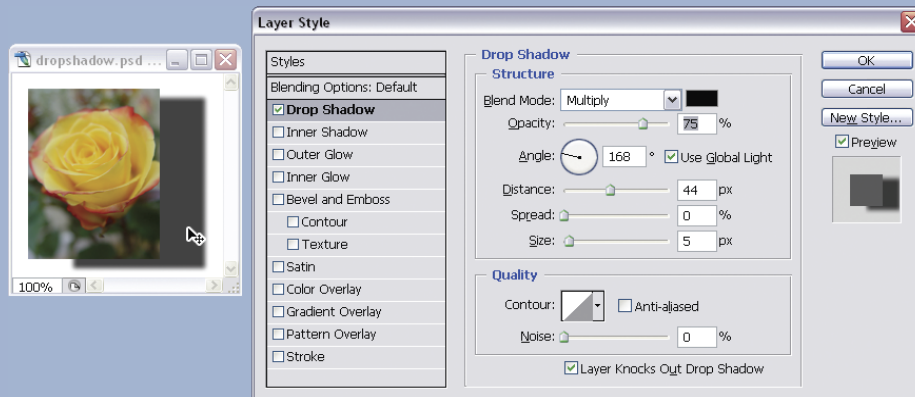 Layer Style
dropshadow.psd ...
100%
Styles
Blending Options: Default
Drop Shadow
Inner Shadow
Outer Glow
Inner Glow
Bevel and Emboss
Contour
Texture
Satin
Color Overlay
Gradient Overlay
Pattern Overlay
Stroke
Drop Shadow
Structure
Blend Mode: Multiply
Opacity: 75 %
Angle: 168 ° Use Global Light
Distance: 44 px
Spread: 0 %
Size: 5 px
Quality
Contour: Anti-aliased
Noise: 0 %
Layer Knocks Out Drop Shadow
OK
Cancel
New Style...
Preview